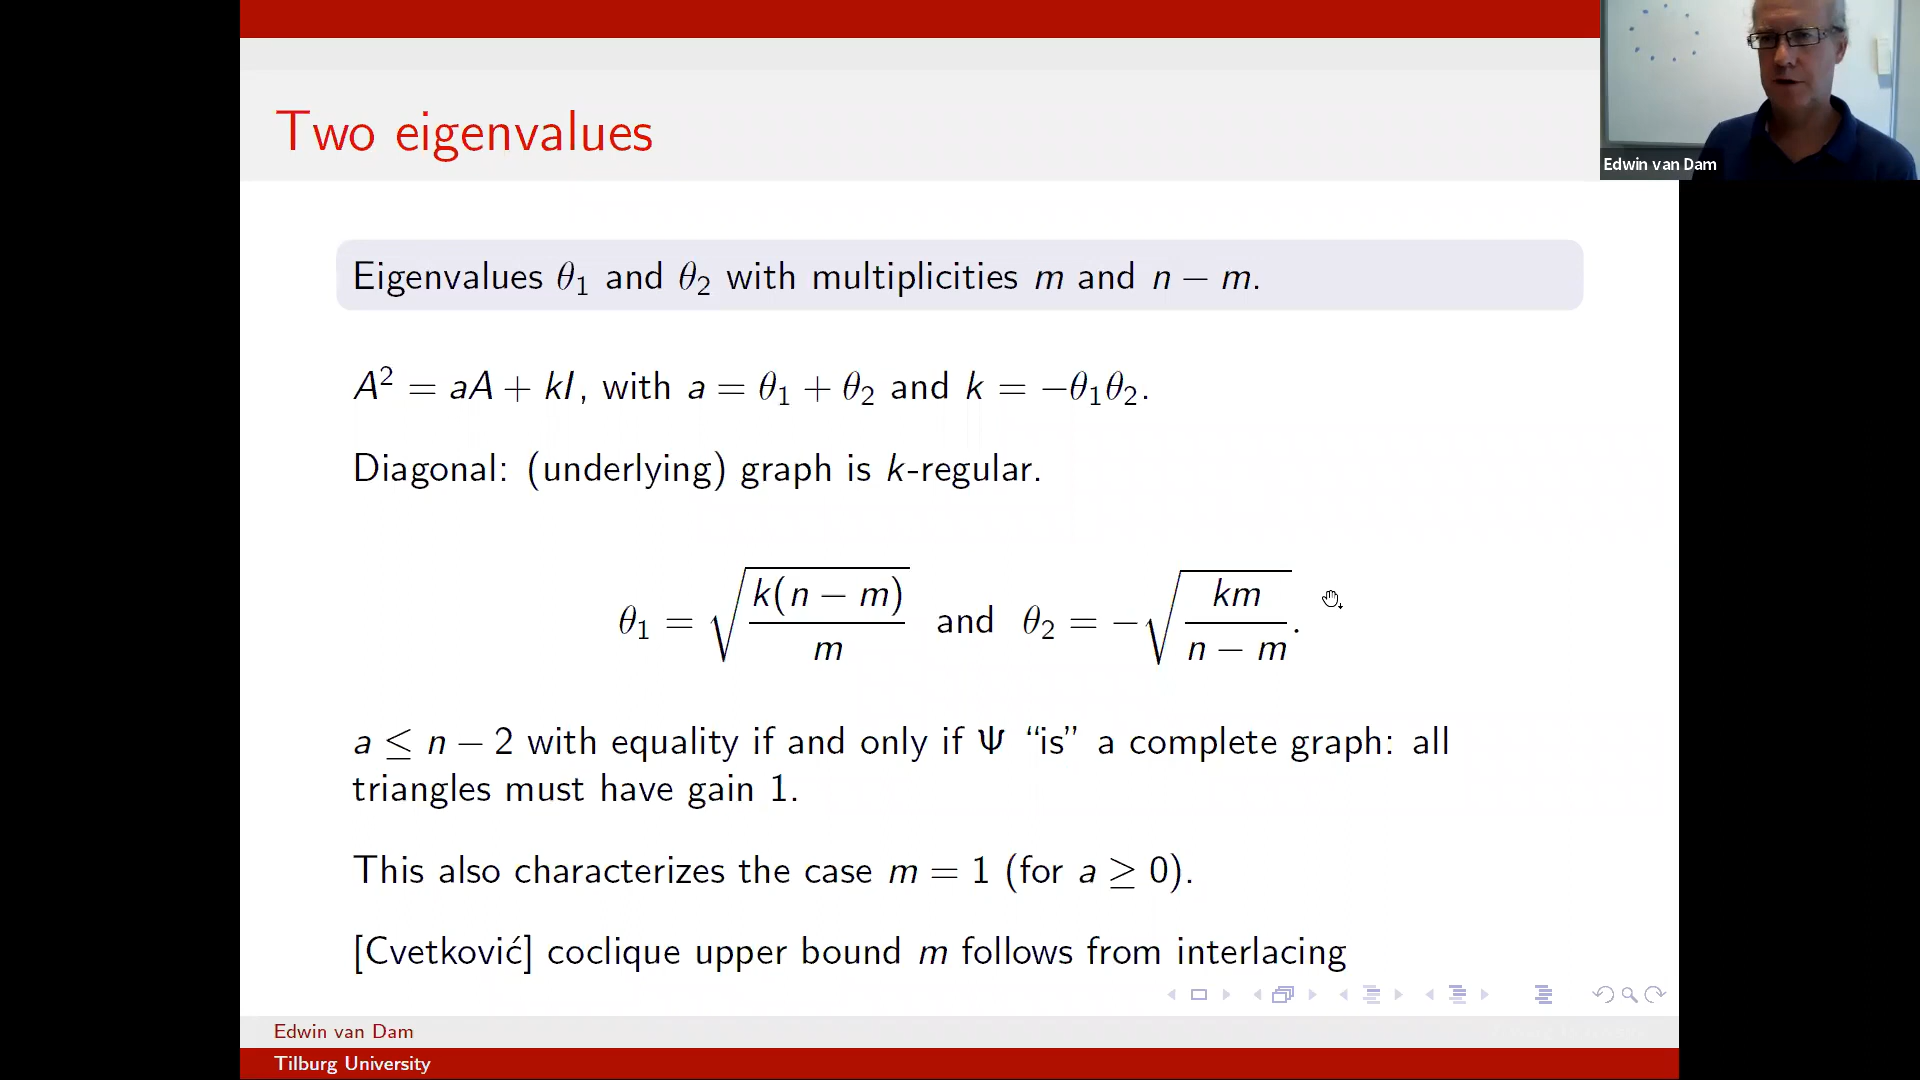 Two eigenvalues
Edwin van Dam
Eigenvalues θ₁ and θ₂ with multiplicities m and n − m.
A² = aA + kI, with a = θ₁ + θ₂ and k = −θ₁θ₂.
Diagonal: (underlying) graph is k-regular.
θ₁ = √(k(n − m)/m) and θ₂ = −√(km/(n − m)).
a ≤ n − 2 with equality if and only if Ψ “is” a complete graph: all
triangles must have gain 1.
This also characterizes the case m = 1 (for a ≥ 0).
[Cvetković] coclique upper bound m follows from interlacing
Edwin van Dam
Tilburg University